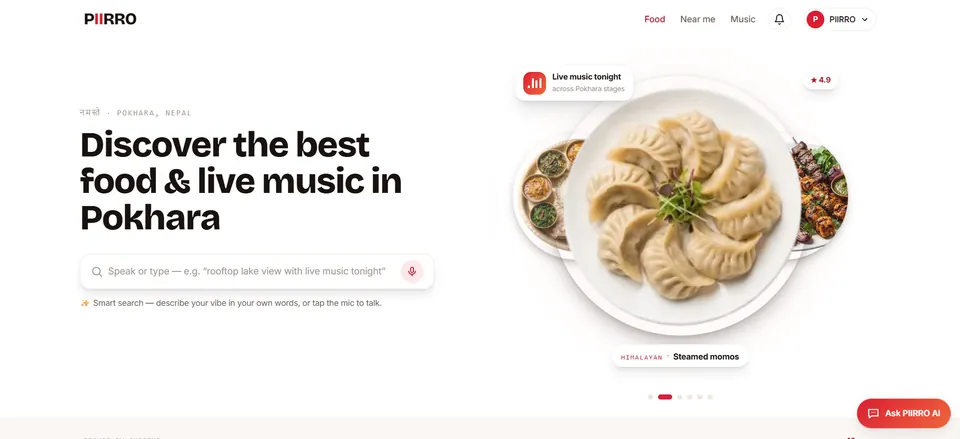 PIIRRO
Food
Near me
Music
P
PIIRRO
Live music tonight
across Pokhara stages
★ 4.9
नमस्ते · POKHARA, NEPAL
Discover the best
food & live music in
Pokhara
Speak or type — e.g. “rooftop lake view with live music tonight”
Smart search — describe your vibe in your own words, or tap the mic to talk.
HIMALAYAN · Steamed momos
Ask PIIRRO AI